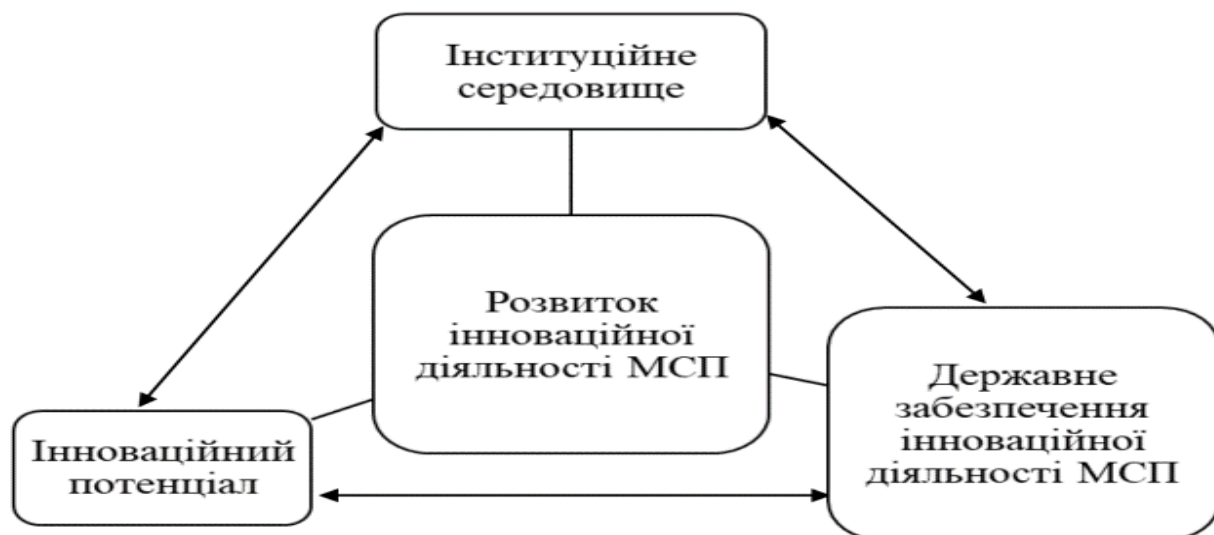 Інституційне
середовище
Розвиток
інноваційної
діяльності МСП
Державне
забезпечення
інноваційної
діяльності МСП
Інноваційний
потенціал